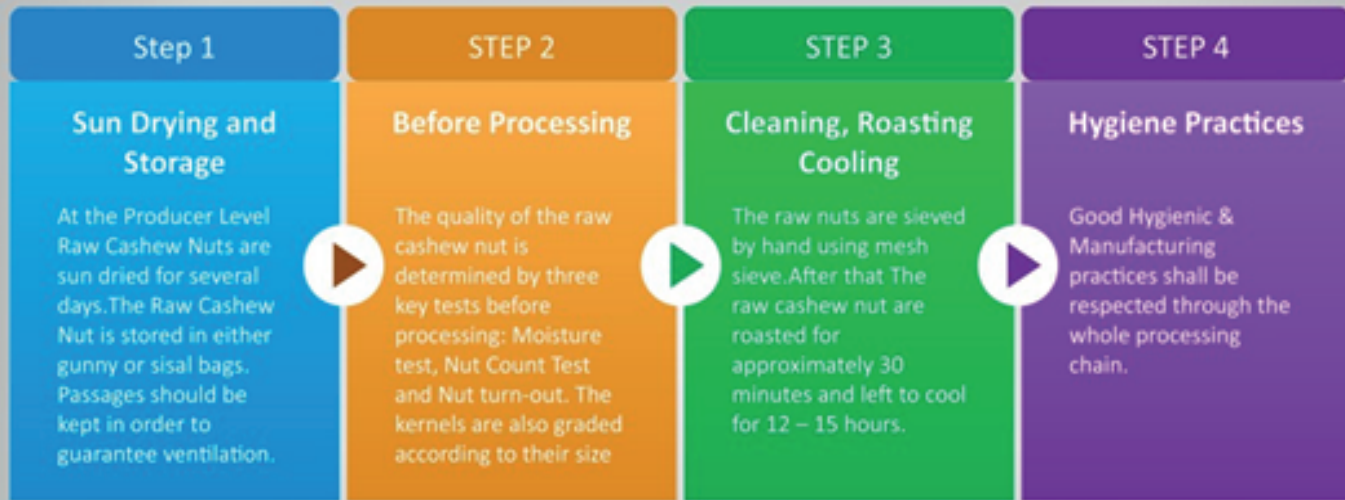 Step 1
Sun Drying and
Storage
At the Producer Level
Raw Cashew Nuts are
sun dried for several
days.The Raw Cashew
Nut is stored in either
gunny or sisal bags.
Passages should be
kept in order to
guarantee ventilation.
STEP 2
Before Processing
The quality of the raw
cashew nut is
determined by three
key tests before
processing: Moisture
test, Nut Count Test
and Nut turn-out. The
kernels are also graded
according to their size
STEP 3
Cleaning, Roasting
Cooling
The raw nuts are sieved
by hand using mesh
sieve.After that The
raw cashew nut are
roasted for
approximately 30
minutes and left to cool
for 12 – 15 hours.
STEP 4
Hygiene Practices
Good Hygienic &
Manufacturing
practices shall be
respected through the
whole processing
chain.